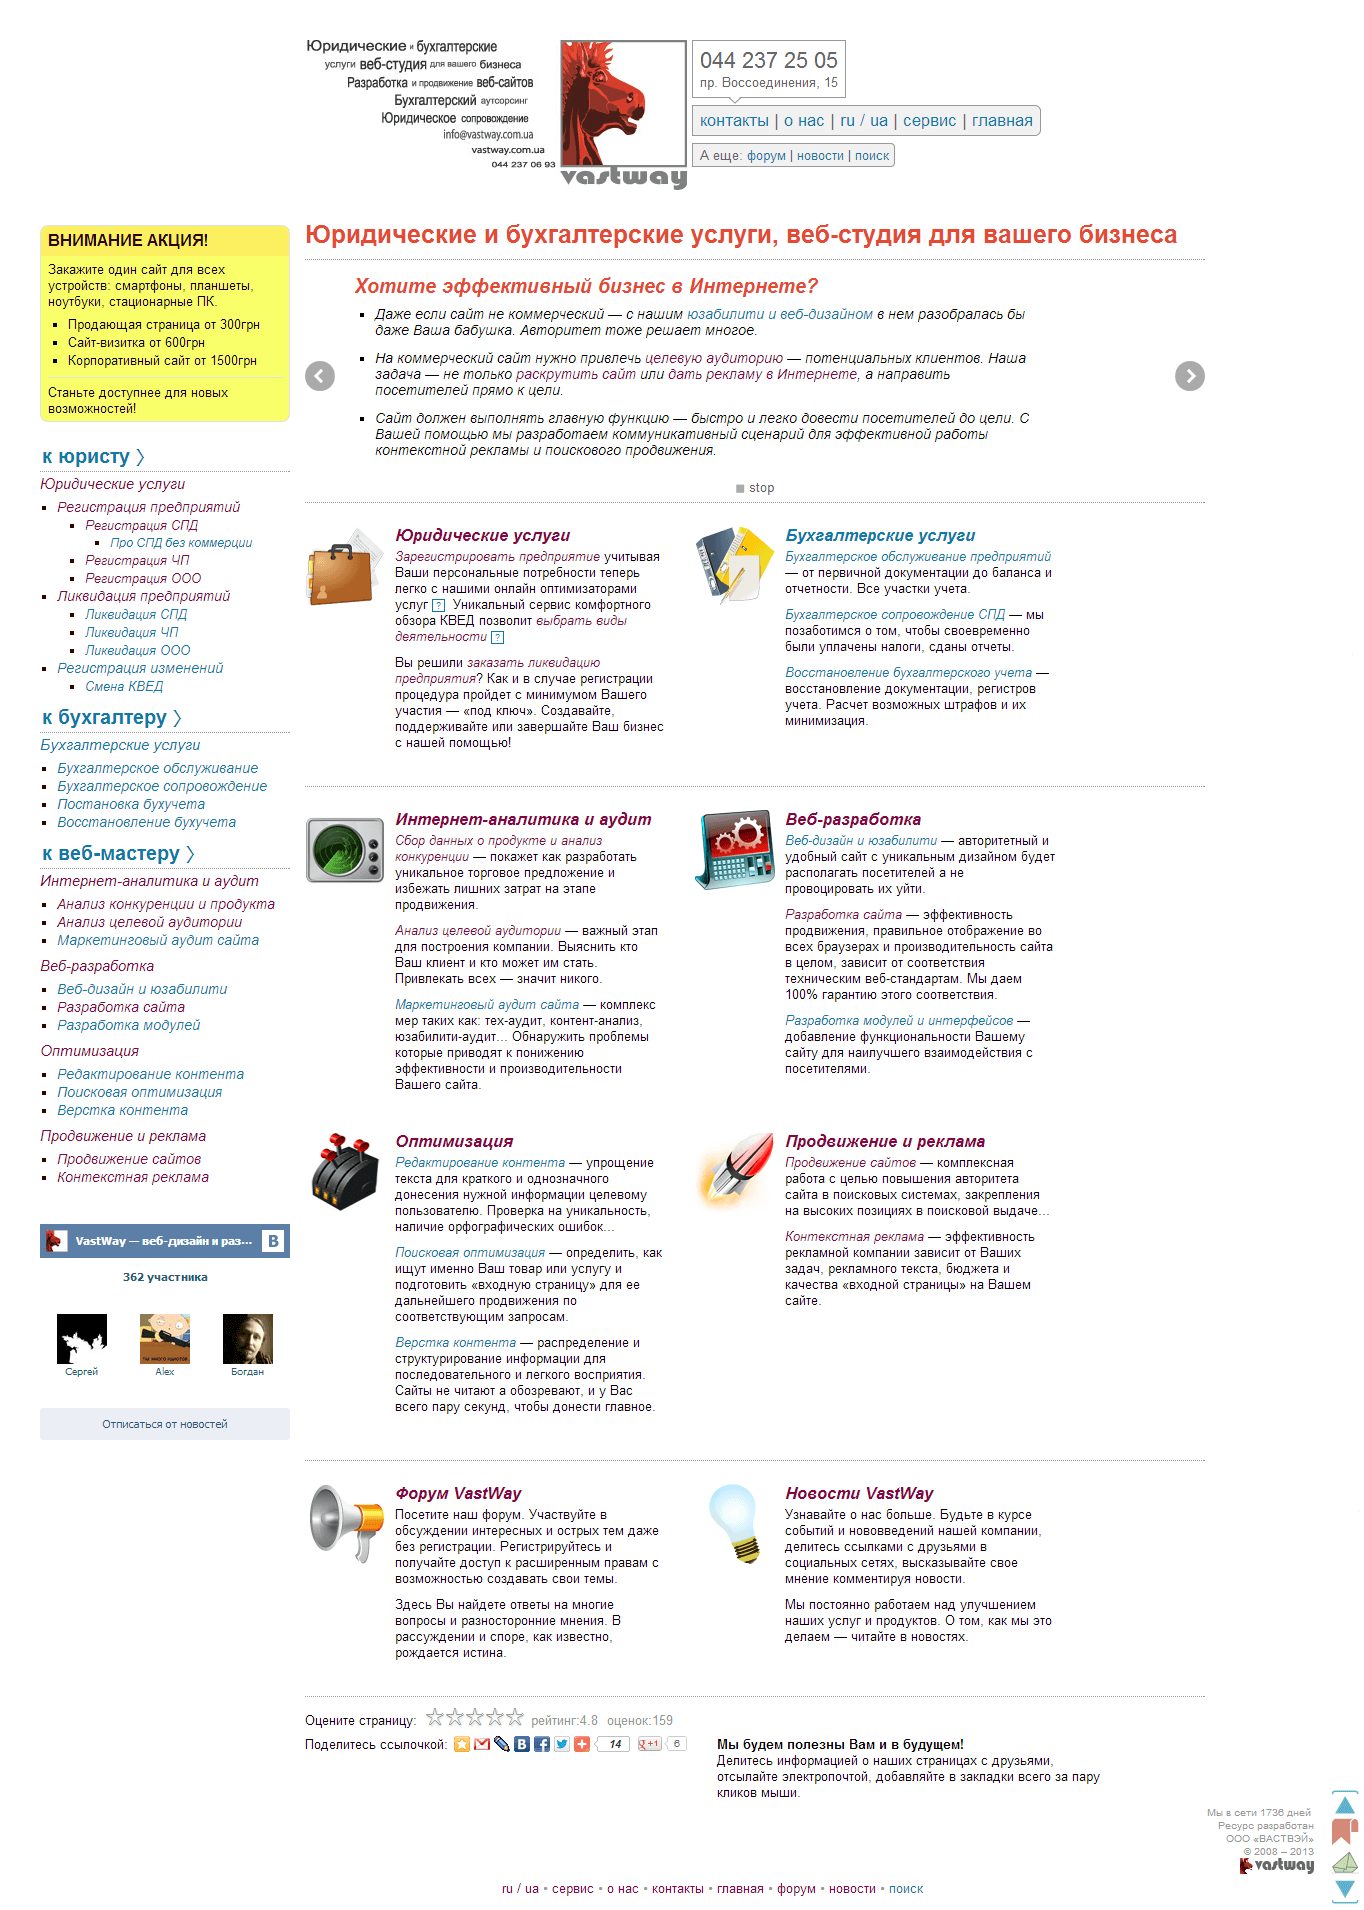 Юридические и бухгалтерские
услуги веб-студия для вашего бизнеса
Разработка и продвижение веб-сайтов
Бухгалтерский аутсорсинг
Юридическое сопровождение
info@vastway.com.ua
vastway.com.ua
044 237 06 93
vastway
044 237 25 05
пр. Воссоединения, 15
контакты | о нас | ru / ua | сервис | главная
А еще: форум | новости | поиск
ВНИМАНИЕ АКЦИЯ!
Закажите один сайт для всех
устройств: смартфоны, планшеты,
ноутбуки, стационарные ПК.
Продающая страница от 300грн
Сайт-визитка от 600грн
Корпоративный сайт от 1500грн
Станьте доступнее для новых
возможностей!
к юристу 〉
Юридические услуги
Регистрация предприятий
Регистрация СПД
Про СПД без коммерции
Регистрация ЧП
Регистрация ООО
Ликвидация предприятий
Ликвидация СПД
Ликвидация ЧП
Ликвидация ООО
Регистрация изменений
Смена КВЕД
к бухгалтеру 〉
Бухгалтерские услуги
Бухгалтерское обслуживание
Бухгалтерское сопровождение
Постановка бухучета
Восстановление бухучета
к веб-мастеру 〉
Интернет-аналитика и аудит
Анализ конкуренции и продукта
Анализ целевой аудитории
Маркетинговый аудит сайта
Веб-разработка
Веб-дизайн и юзабилити
Разработка сайта
Разработка модулей
Оптимизация
Редактирование контента
Поисковая оптимизация
Верстка контента
Продвижение и реклама
Продвижение сайтов
Контекстная реклама
VastWay — веб-дизайн и раз... B
362 участника
Сергей Alex Богдан
Отписаться от новостей
Юридические и бухгалтерские услуги, веб-студия для вашего бизнеса
Хотите эффективный бизнес в Интернете?
Даже если сайт не коммерческий — с нашим юзабилити и веб-дизайном в нем разобралась бы
даже Ваша бабушка. Авторитет тоже решает многое.
На коммерческий сайт нужно привлечь целевую аудиторию — потенциальных клиентов. Наша
задача — не только раскрутить сайт или дать рекламу в Интернете, а направить
посетителей прямо к цели.
Сайт должен выполнять главную функцию — быстро и легко довести посетителей до цели. С
Вашей помощью мы разработаем коммуникативный сценарий для эффективной работы
контекстной рекламы и поискового продвижения.
stop
Юридические услуги
Зарегистрировать предприятие учитывая
Ваши персональные потребности теперь
легко с нашими онлайн оптимизаторами
услуг ? Уникальный сервис комфортного
обзора КВЕД позволит выбрать виды
деятельности ?
Вы решили заказать ликвидацию
предприятия? Как и в случае регистрации
процедура пройдет с минимумом Вашего
участия — «под ключ». Создавайте,
поддерживайте или завершайте Ваш бизнес
с нашей помощью!
Бухгалтерские услуги
Бухгалтерское обслуживание предприятий
— от первичной документации до баланса и
отчетности. Все участки учета.
Бухгалтерское сопровождение СПД — мы
позаботимся о том, чтобы своевременно
были уплачены налоги, сданы отчеты.
Восстановление бухгалтерского учета —
восстановление документации, регистров
учета. Расчет возможных штрафов и их
минимизация.
Интернет-аналитика и аудит
Сбор данных о продукте и анализ
конкуренции — покажет как разработать
уникальное торговое предложение и
избежать лишних затрат на этапе
продвижения.
Анализ целевой аудитории — важный этап
для построения компании. Выяснить кто
Ваш клиент и кто может им стать.
Привлекать всех — значит никого.
Маркетинговый аудит сайта — комплекс
мер таких как: тех-аудит, контент-анализ,
юзабилити-аудит... Обнаружить проблемы
которые приводят к понижению
эффективности и производительности
Вашего сайта.
Веб-разработка
Веб-дизайн и юзабилити — авторитетный и
удобный сайт с уникальным дизайном будет
располагать посетителей а не
провоцировать их уйти.
Разработка сайта — эффективность
продвижения, правильное отображение во
всех браузерах и производительность сайта
в целом, зависит от соответствия
техническим веб-стандартам. Мы даем
100% гарантию этого соответствия.
Разработка модулей и интерфейсов —
добавление функциональности Вашему
сайту для наилучшего взаимодействия с
посетителями.
Оптимизация
Редактирование контента — упрощение
текста для краткого и однозначного
донесения нужной информации целевому
пользователю. Проверка на уникальность,
наличие орфографических ошибок...
Поисковая оптимизация — определить, как
ищут именно Ваш товар или услугу и
подготовить «входную страницу» для ее
дальнейшего продвижения по
соответствующим запросам.
Верстка контента — распределение и
структурирование информации для
последовательного и легкого восприятия.
Сайты не читают а обозревают, и у Вас
всего пару секунд, чтобы донести главное.
Продвижение и реклама
Продвижение сайтов — комплексная
работа с целью повышения авторитета
сайта в поисковых системах, закрепления
на высоких позициях в поисковой выдаче...
Контекстная реклама — эффективность
рекламной компании зависит от Ваших
задач, рекламного текста, бюджета и
качества «входной страницы» на Вашем
сайте.
Форум VastWay
Посетите наш форум. Участвуйте в
обсуждении интересных и острых тем даже
без регистрации. Регистрируйтесь и
получайте доступ к расширенным правам с
возможностью создавать свои темы.
Здесь Вы найдете ответы на многие
вопросы и разносторонние мнения. В
рассуждении и споре, как известно,
рождается истина.
Новости VastWay
Узнавайте о нас больше. Будьте в курсе
событий и нововведений нашей компании,
делитесь ссылками с друзьями в
социальных сетях, высказывайте свое
мнение комментируя новости.
Мы постоянно работаем над улучшением
наших услуг и продуктов. О том, как мы это
делаем — читайте в новостях.
Оцените страницу: рейтинг:4.8 оценок:159
Поделитесь ссылочкой: 14 +1 6
Мы будем полезны Вам и в будущем!
Делитесь информацией о наших страницах с друзьями,
отсылайте электропочтой, добавляйте в закладки всего за пару
кликов мыши.
Мы в сети 1736 дней
Ресурс разработан
ООО «ВАСТВЭЙ»
© 2008 – 2013
vastway
ru / ua • сервис • о нас • контакты • главная • форум • новости • поиск